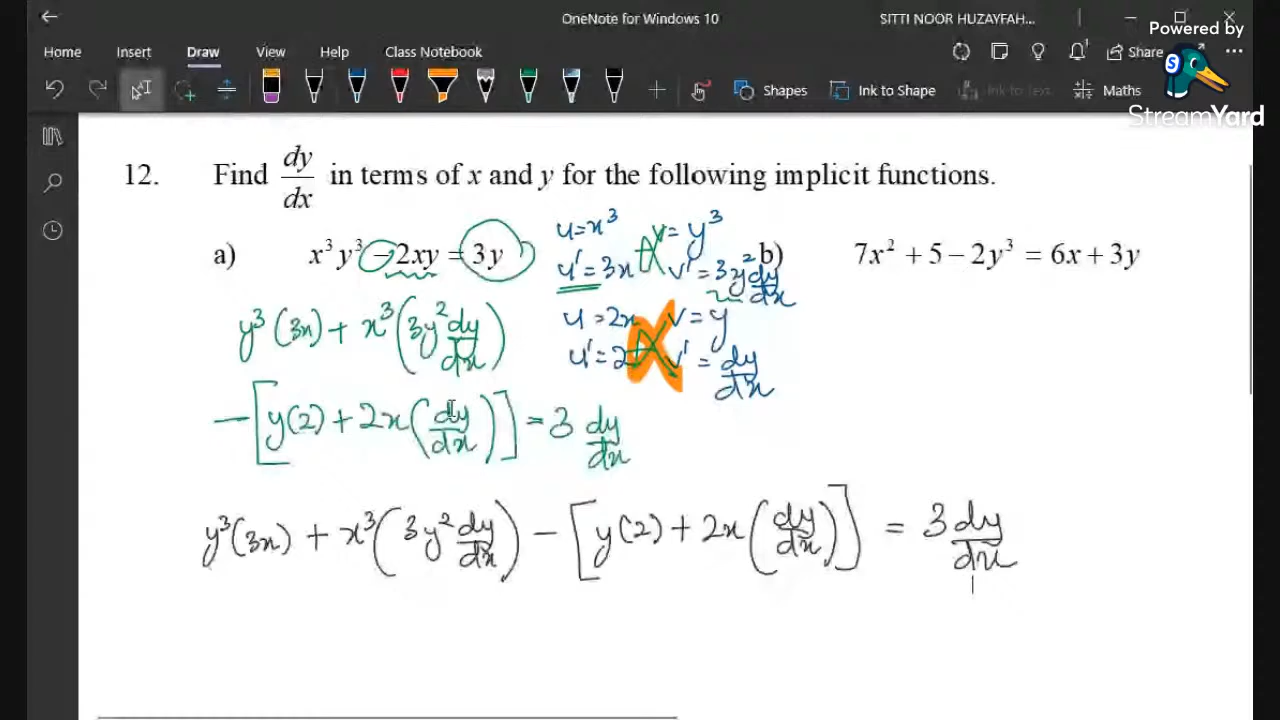 OneNote for Windows 10
SITTI NOOR HUZAYFAH...
Powered by
StreamYard
Home Insert Draw View Help Class Notebook Share
Shapes Ink to Shape Ink to Text Maths
12. Find dy/dx in terms of x and y for the following implicit functions.
a) x³y³ − 2xy = 3y
u = x³ v = y³
u' = 3x v' = 3y² dy/dx
u = 2x v = y
u' = 2 v' = dy/dx
b) 7x² + 5 − 2y³ = 6x + 3y
y³(3x) + x³(3y² dy/dx)
− [y(2) + 2x(dy/dx)] = 3 dy/dx
y³(3x) + x³(3y² dy/dx) − [y(2) + 2x(dy/dx)] = 3 dy/dx